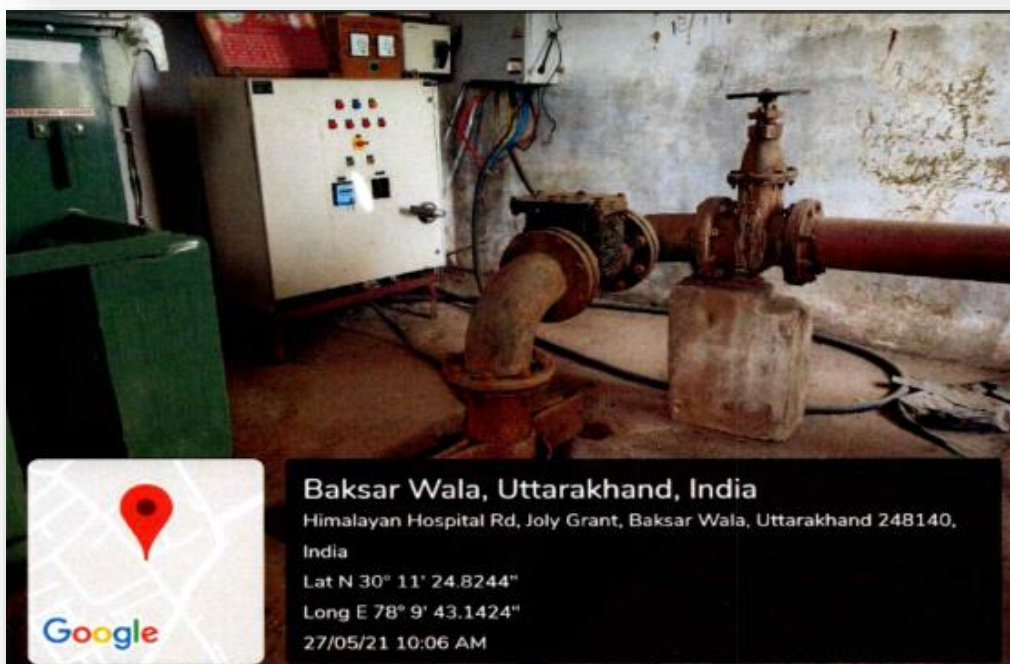 Baksar Wala, Uttarakhand, India
Himalayan Hospital Rd, Joly Grant, Baksar Wala, Uttarakhand 248140,
India
Lat N 30° 11' 24.8244"
Long E 78° 9' 43.1424"
27/05/21 10:06 AM
Google